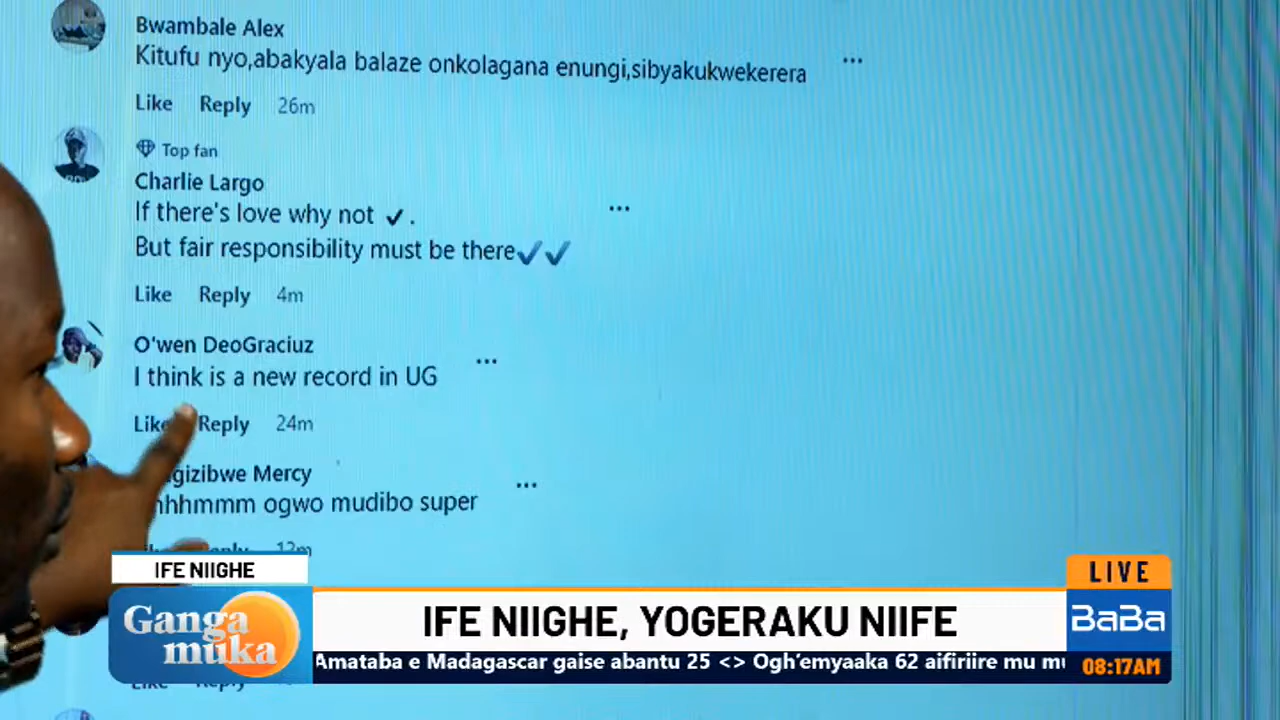 Bwambale Alex
Kitufu nyo,abakyala balaze onkolagana enungi,sibyakukwekerera
Like Reply 26m
Top fan
Charlie Largo
If there's love why not ✔.
But fair responsibility must be there✔✔
Like Reply 4m
O'wen DeoGraciuz
I think is a new record in UG
Like Reply 24m
Mercy
ogwo mudibo super
12m
IFE NIIGHE
Ganga
muka
IFE NIIGHE, YOGERAKU NIIFE
LIVE
BaBa
Amataba e Madagascar gaise abantu 25 <> Ogh'emyaaka 62 aifiriire mu
08:17AM